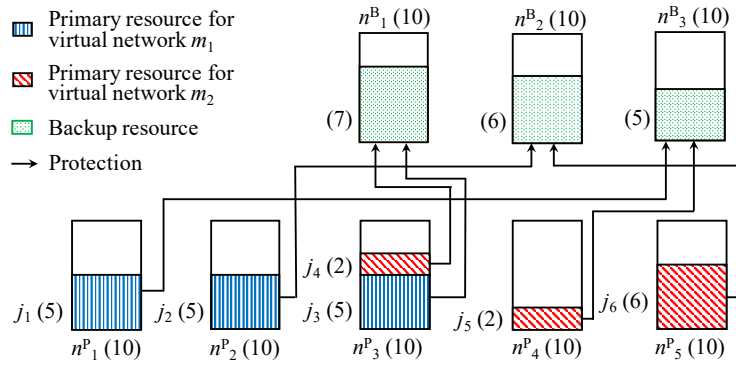 Primary resource for
virtual network m₁
Primary resource for
virtual network m₂
Backup resource
Protection
nᴮ₁ (10)
nᴮ₂ (10)
nᴮ₃ (10)
(7)
(6)
(5)
j₁ (5)
j₂ (5)
j₄ (2)
j₃ (5)
j₅ (2)
j₆ (6)
nᴾ₁ (10)
nᴾ₂ (10)
nᴾ₃ (10)
nᴾ₄ (10)
nᴾ₅ (10)